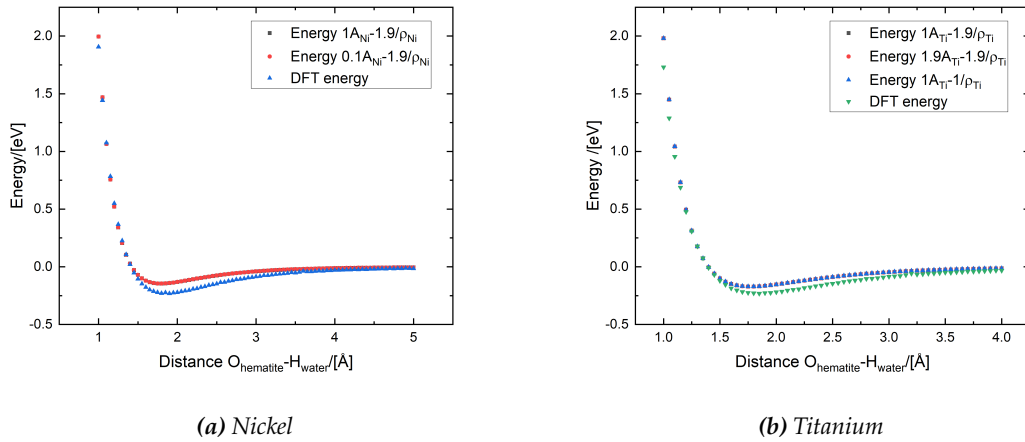 2.0
1.5
1.0
0.5
0.0
-0.5
Energy/[eV]
Energy 1A_Ni-1.9/ρ_Ni
Energy 0.1A_Ni-1.9/ρ_Ni
DFT energy
1 2 3 4 5
Distance O_hematite-H_water/[Å]
(a) Nickel
2.0
1.5
1.0
0.5
0.0
-0.5
Energy /[eV]
Energy 1A_Ti-1.9/ρ_Ti
Energy 1.9A_Ti-1.9/ρ_Ti
Energy 1A_Ti-1/ρ_Ti
DFT energy
1.0 1.5 2.0 2.5 3.0 3.5 4.0
Distance O_hematite-H_water/[Å]
(b) Titanium